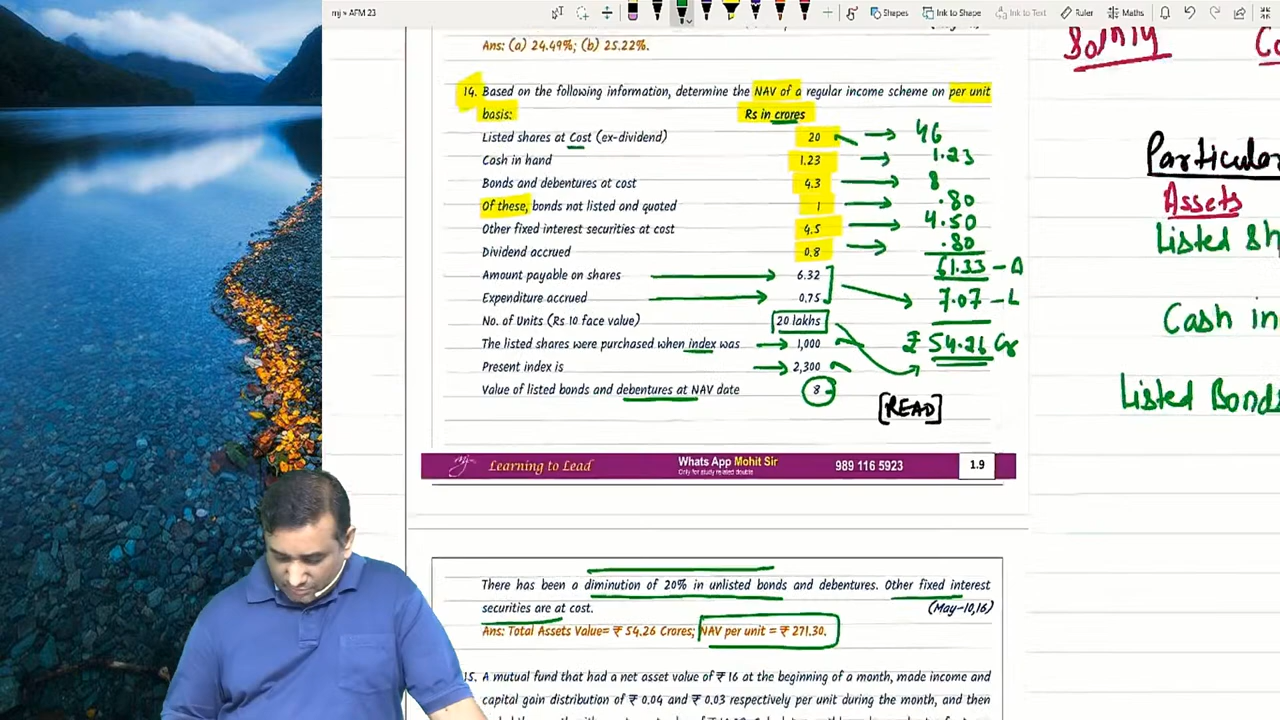 mj » AFM 23
Shapes
Ink to Shape
Ink to Text
Ruler
Maths
Ans: (a) 24.49%; (b) 25.22%.
14. Based on the following information, determine the NAV of a regular income scheme on per unit
basis: Rs in crores
Listed shares at Cost (ex-dividend) 20 → 46
Cash in hand 1.23 → 1.23
Bonds and debentures at cost 4.3 → 8
Of these, bonds not listed and quoted 1 → .80
Other fixed interest securities at cost 4.5 → 4.50
Dividend accrued 0.8 → .80
61.33 - A
Amount payable on shares 6.32
Expenditure accrued 0.75 7.07 - L
No. of Units (Rs 10 face value) 20 lakhs
The listed shares were purchased when index was 1,000 ₹ 54.26 Cr
Present index is 2,300
Value of listed bonds and debentures at NAV date 8
[READ]
Particular
Assets
Listed Sh
Cash in
Listed Bonds
mj Learning to Lead
Whats App Mohit Sir
Only for study related doubts
989 116 5923
1.9
There has been a diminution of 20% in unlisted bonds and debentures. Other fixed interest
securities are at cost. (May-10,16)
Ans: Total Assets Value= ₹ 54.26 Crores; NAV per unit = ₹ 271.30.
15. A mutual fund that had a net asset value of ₹ 16 at the beginning of a month, made income and
capital gain distribution of ₹ 0.04 and ₹ 0.03 respectively per unit during the month, and then